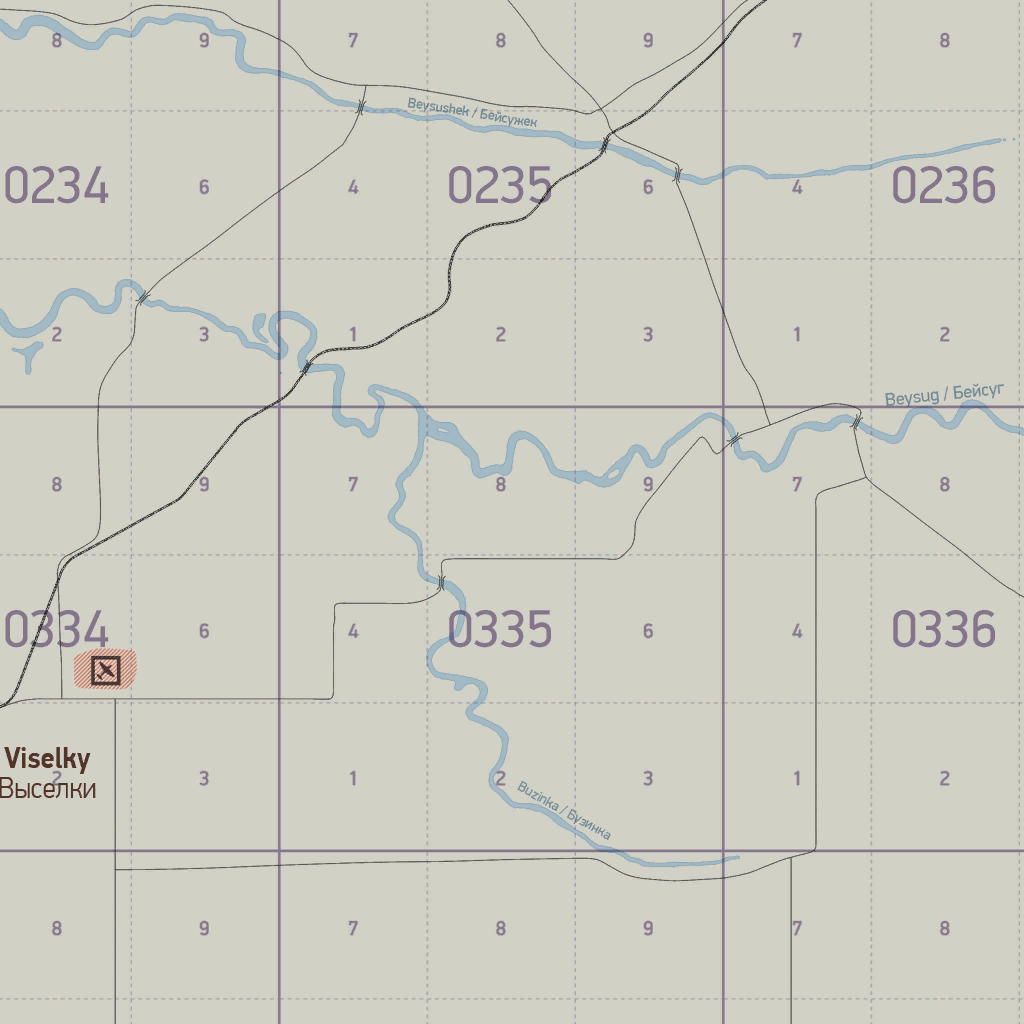 8 9 7 8 9 7 8
Beysushek / Бейсужек
0234 6 4 0235 6 4 0236
2 3 1 2 3 1 2
Beysug / Бейсуг
8 9 7 8 9 7 8
0334 6 4 0335 6 4 0336
Viselky
Выселки
2 3 1 2 3 1 2
Buzinka / Бузинка
8 9 7 8 9 7 8